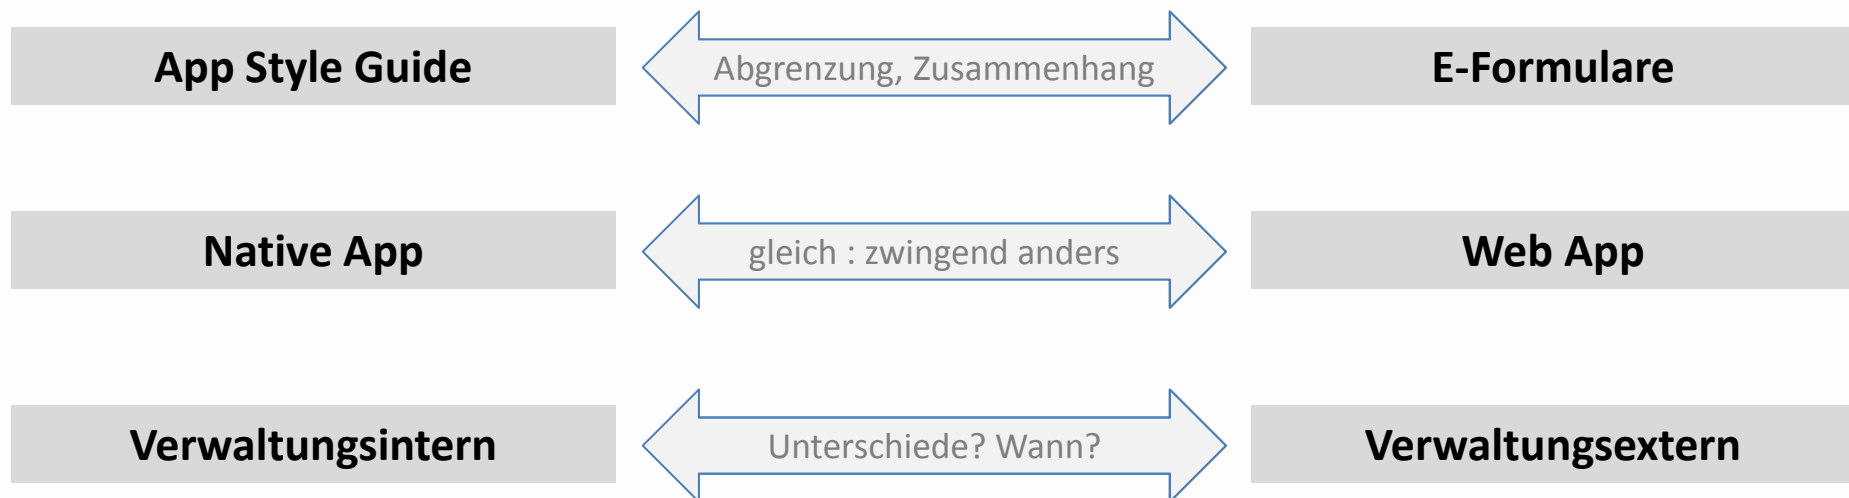 App Style Guide
Abgrenzung, Zusammenhang
E-Formulare
Native App
gleich : zwingend anders
Web App
Verwaltungsintern
Unterschiede? Wann?
Verwaltungsextern